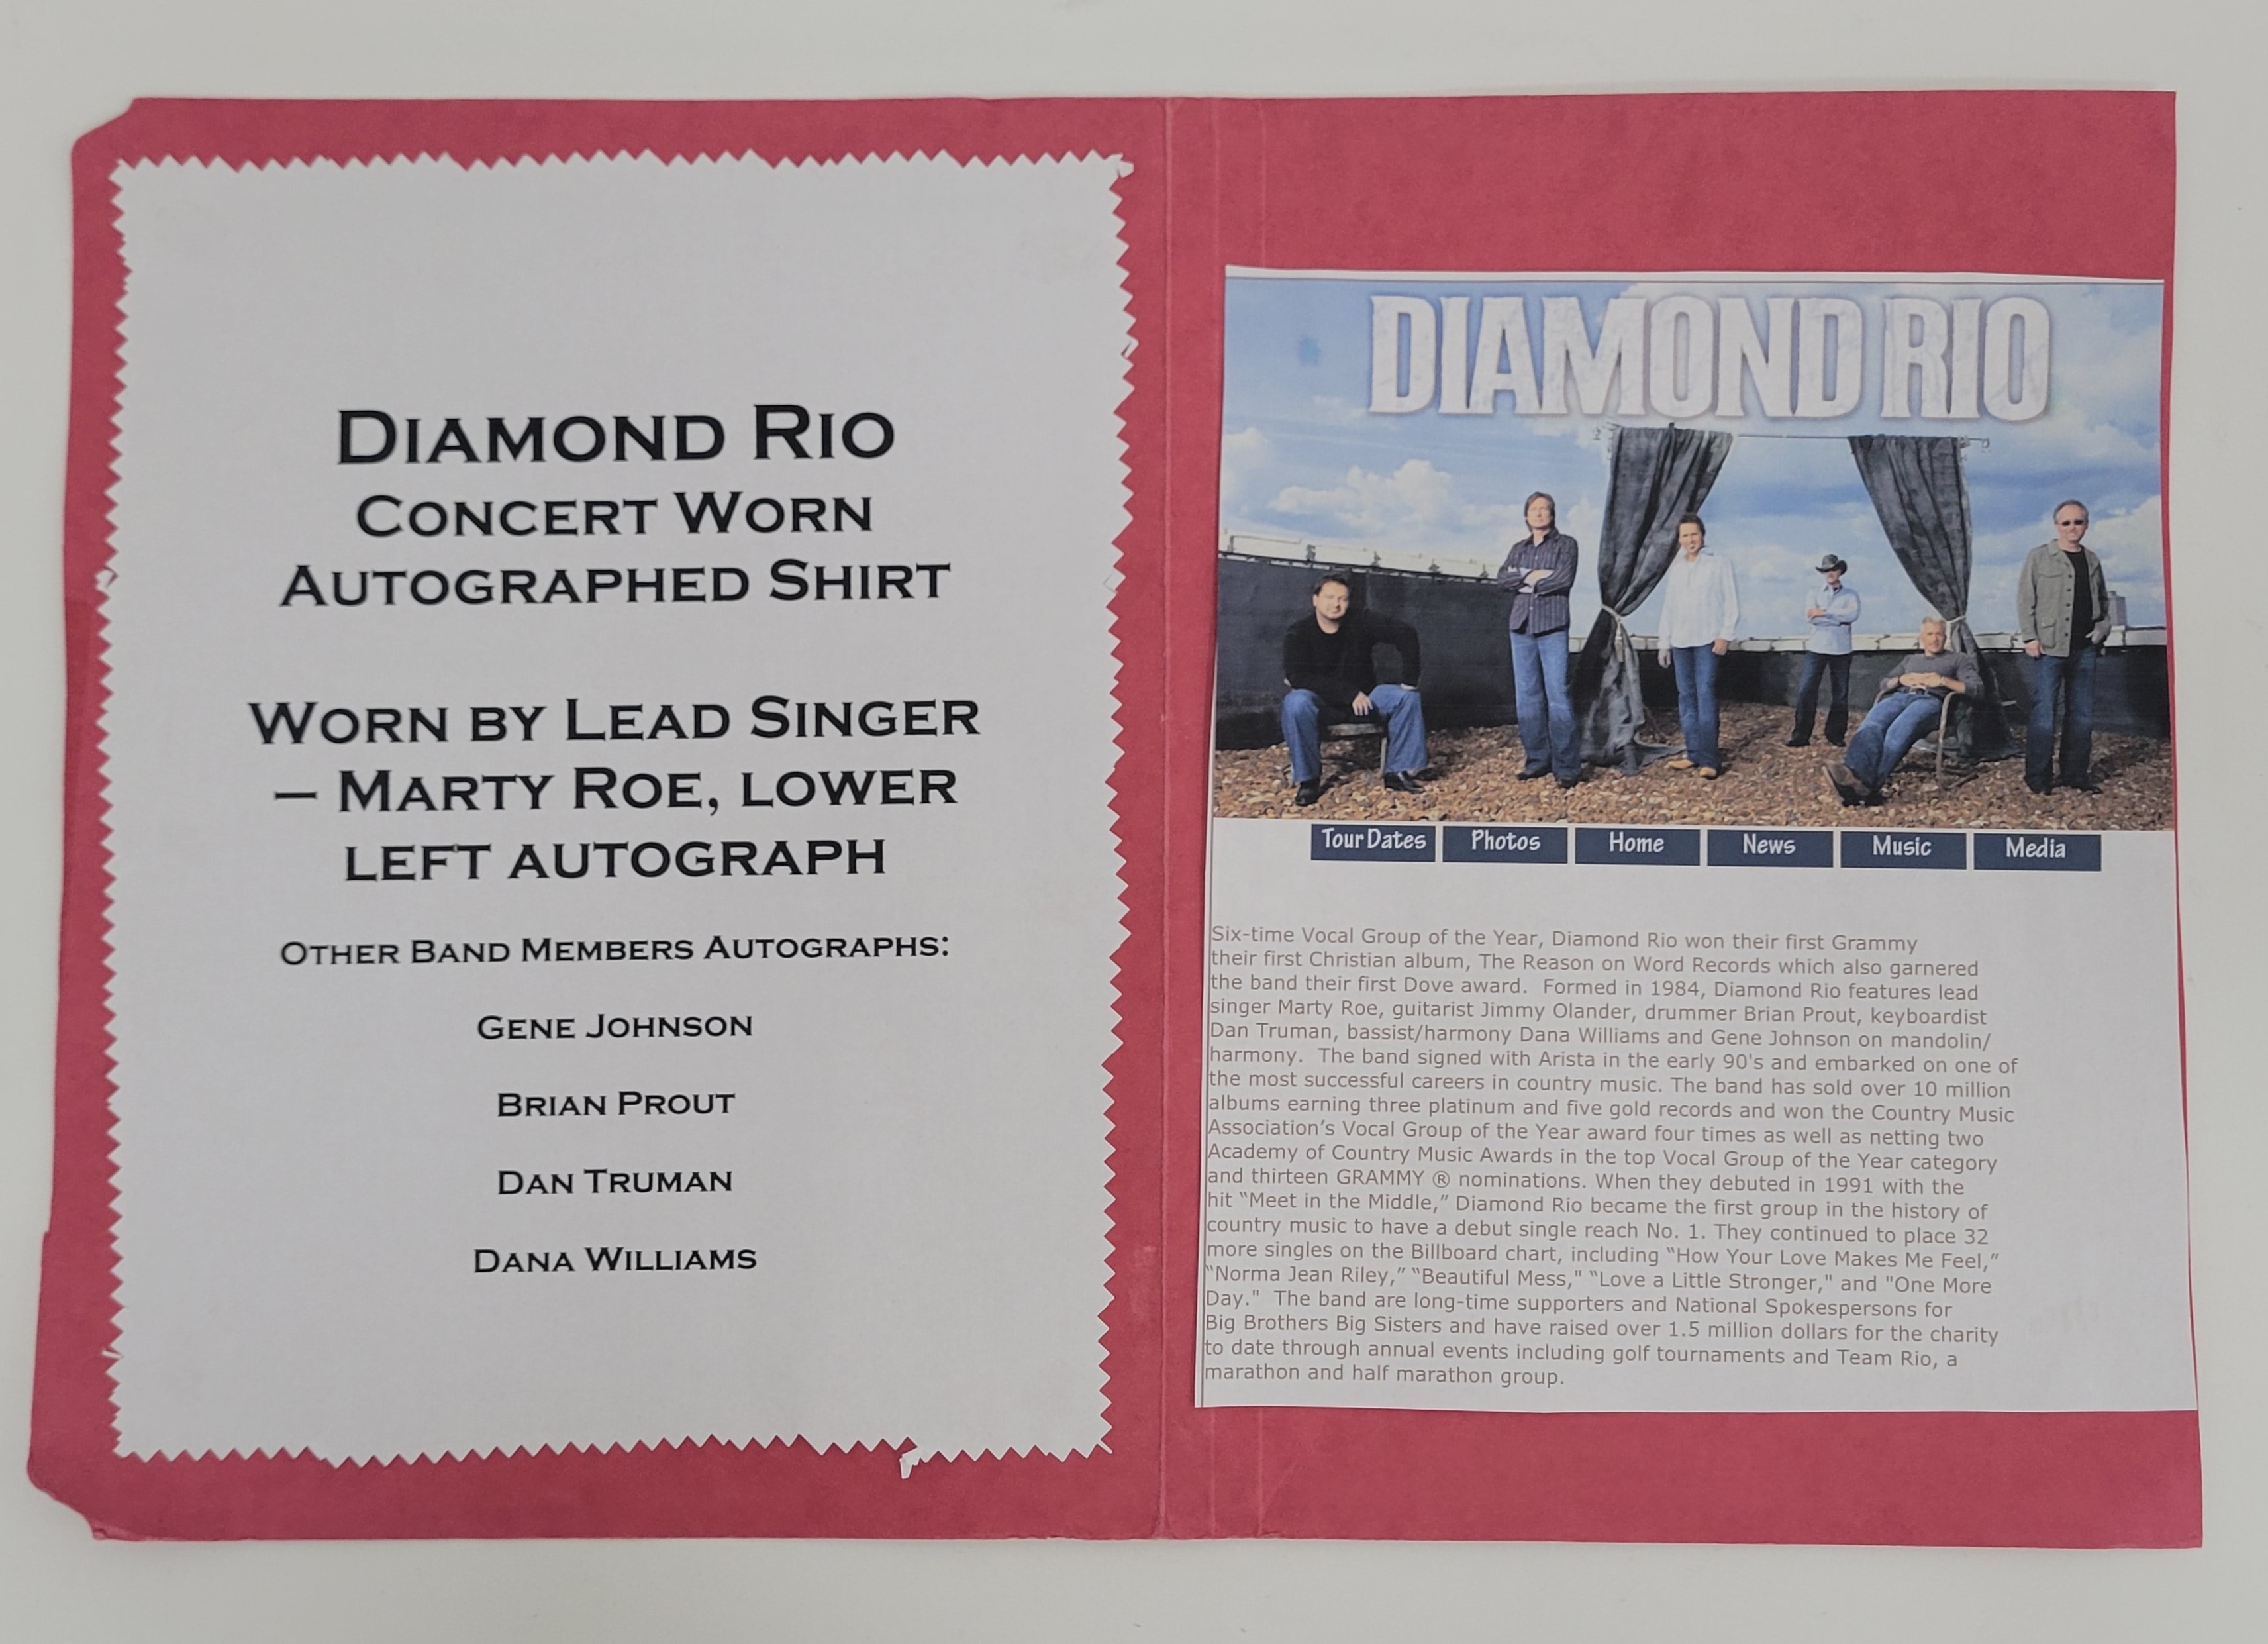 DIAMOND RIO
CONCERT WORN
AUTOGRAPHED SHIRT
WORN BY LEAD SINGER
– MARTY ROE, LOWER
LEFT AUTOGRAPH
OTHER BAND MEMBERS AUTOGRAPHS:
GENE JOHNSON
BRIAN PROUT
DAN TRUMAN
DANA WILLIAMS
DIAMOND RIO
Tour Dates Photos Home News Music Media
Six-time Vocal Group of the Year, Diamond Rio won their first Grammy
their first Christian album, The Reason on Word Records which also garnered
the band their first Dove award.  Formed in 1984, Diamond Rio features lead
singer Marty Roe, guitarist Jimmy Olander, drummer Brian Prout, keyboardist
Dan Truman, bassist/harmony Dana Williams and Gene Johnson on mandolin/
harmony.  The band signed with Arista in the early 90's and embarked on one of
the most successful careers in country music. The band has sold over 10 million
albums earning three platinum and five gold records and won the Country Music
Association’s Vocal Group of the Year award four times as well as netting two
Academy of Country Music Awards in the top Vocal Group of the Year category
and thirteen GRAMMY ® nominations. When they debuted in 1991 with the
hit “Meet in the Middle,” Diamond Rio became the first group in the history of
country music to have a debut single reach No. 1. They continued to place 32
more singles on the Billboard chart, including “How Your Love Makes Me Feel,”
“Norma Jean Riley,” “Beautiful Mess," “Love a Little Stronger," and "One More
Day."  The band are long-time supporters and National Spokespersons for
Big Brothers Big Sisters and have raised over 1.5 million dollars for the charity
to date through annual events including golf tournaments and Team Rio, a
marathon and half marathon group.